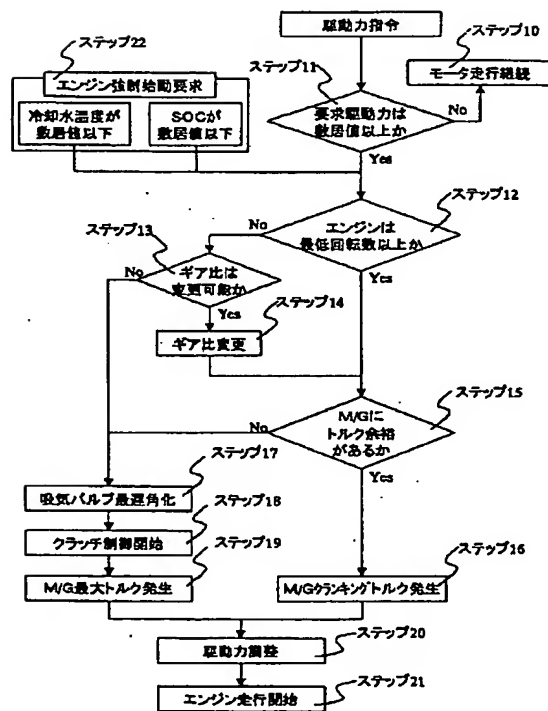 駆動力指令
ステップ22
エンジン強制始動要求
冷却水温度が
敷居値以下
SOCが
敷居値以下
ステップ11
要求駆動力は
敷居値以上か
No
Yes
ステップ10
モータ走行継続
ステップ12
エンジンは
最低回転数以上か
No
Yes
ステップ13
ギア比は
変更可能か
No
Yes
ステップ14
ギア比変更
ステップ15
M/Gに
トルク余裕
があるか
No
Yes
ステップ17
吸気バルブ最遅角化
ステップ18
クラッチ制御開始
ステップ19
M/G最大トルク発生
ステップ16
M/Gクランキングトルク発生
ステップ20
駆動力調整
ステップ21
エンジン走行開始